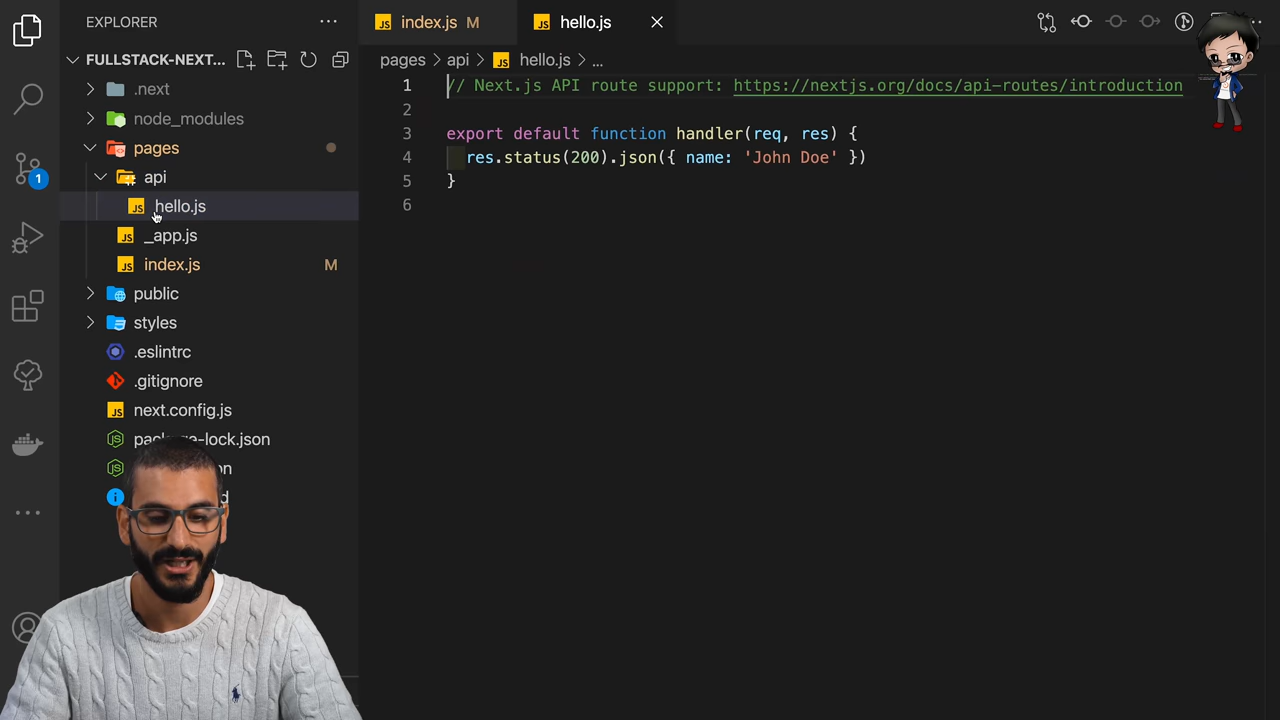 EXPLORER
FULLSTACK-NEXT...
.next
node_modules
pages
api
hello.js
_app.js
index.js M
public
styles
.eslintrc
.gitignore
next.config.js
package-lock.json
1
index.js M
hello.js
pages > api > hello.js > ...
1 // Next.js API route support: https://nextjs.org/docs/api-routes/introduction
2
3 export default function handler(req, res) {
4 res.status(200).json({ name: 'John Doe' })
5 }
6